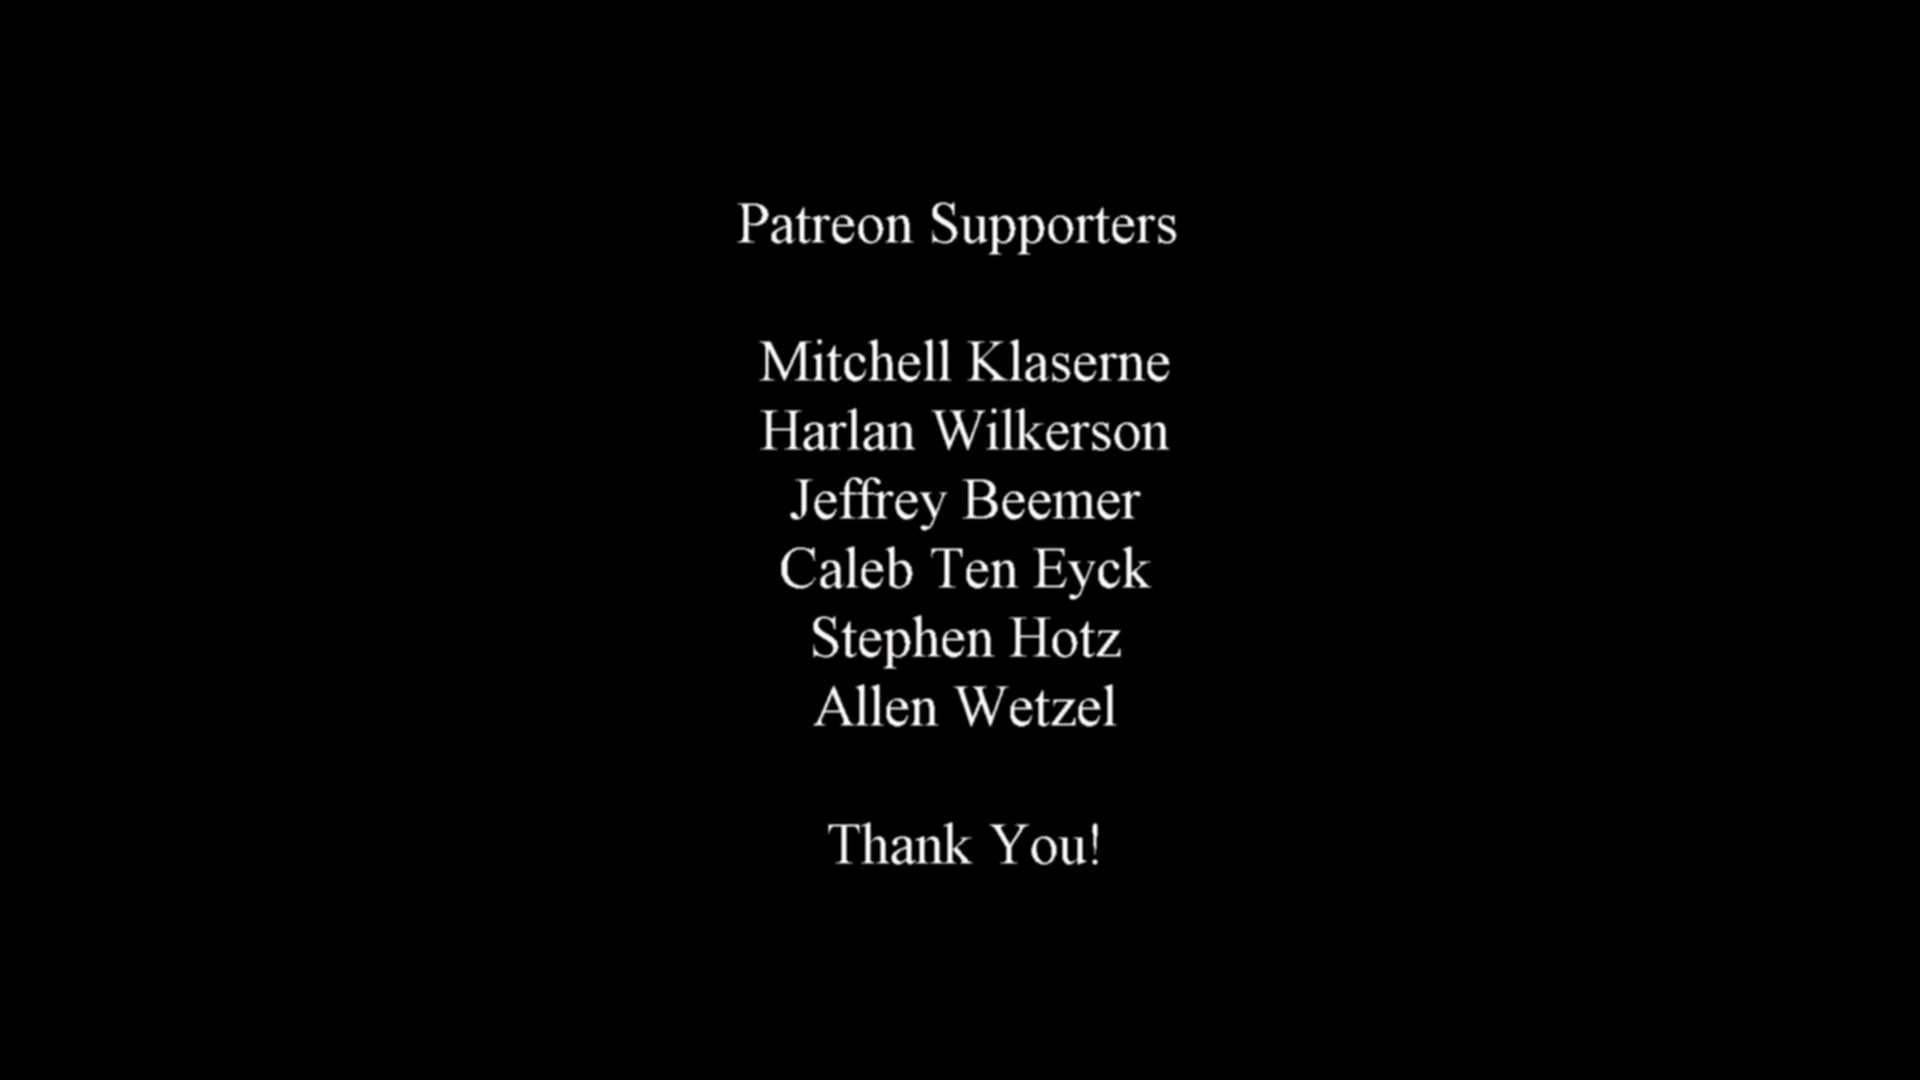 Patreon Supporters
Mitchell Klaserne
Harlan Wilkerson
Jeffrey Beemer
Caleb Ten Eyck
Stephen Hotz
Allen Wetzel
Thank You!